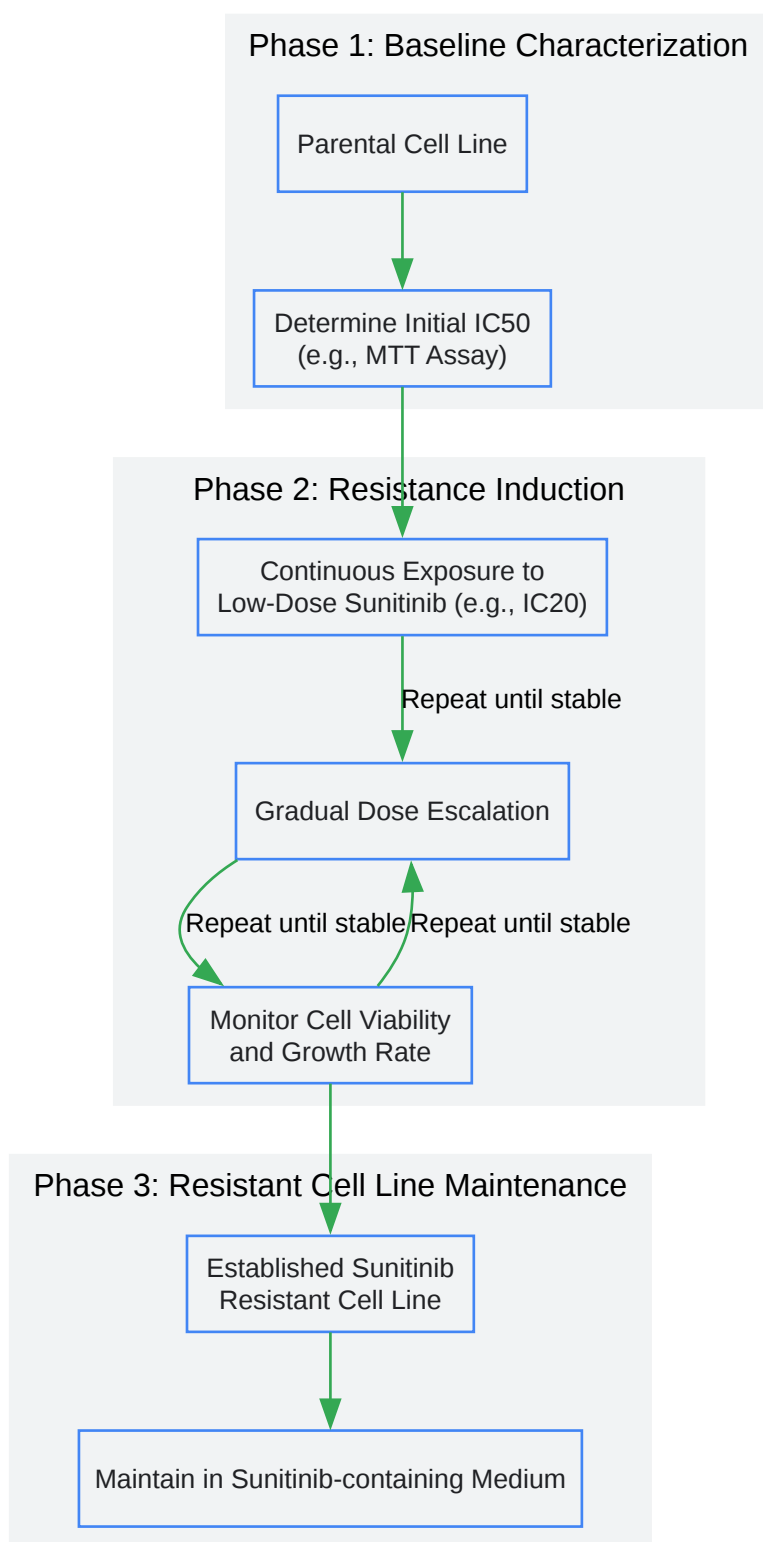 Phase 1: Baseline Characterization
Parental Cell Line
Determine Initial IC50
(e.g., MTT Assay)
Phase 2: Resistance Induction
Continuous Exposure to
Low-Dose Sunitinib (e.g., IC20)
Repeat until stable
Gradual Dose Escalation
Repeat until stable
Repeat until stable
Monitor Cell Viability
and Growth Rate
Phase 3: Resistant Cell Line Maintenance
Established Sunitinib
Resistant Cell Line
Maintain in Sunitinib-containing Medium